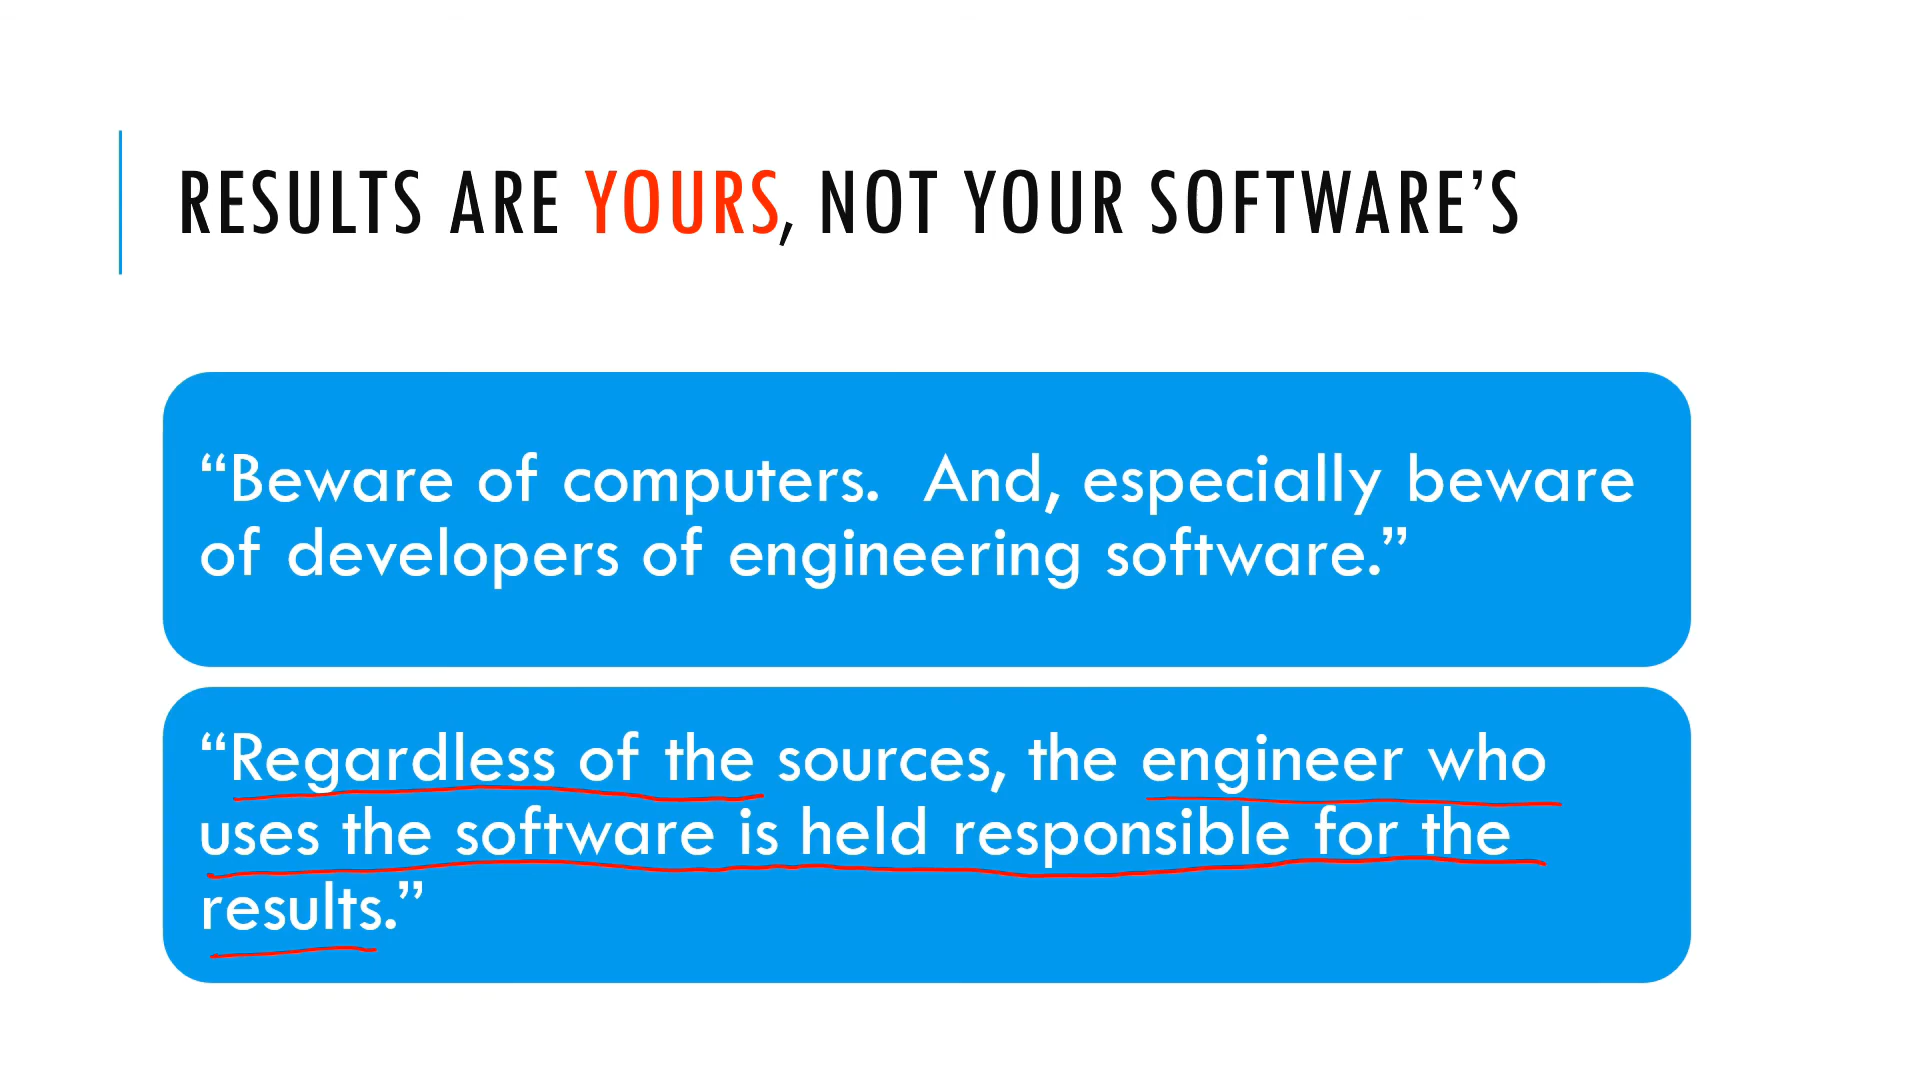 RESULTS ARE YOURS, NOT YOUR SOFTWARE’S
“Beware of computers.  And, especially beware
of developers of engineering software.”
“Regardless of the sources, the engineer who
uses the software is held responsible for the
results.”